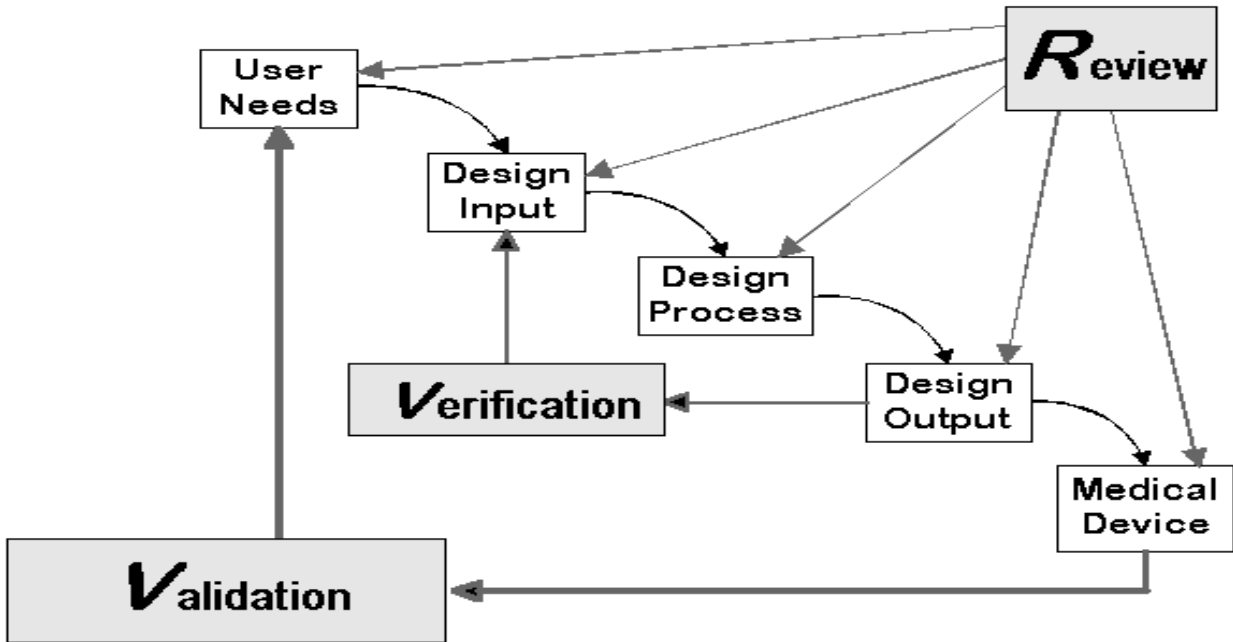 User
Needs
Review
Design
Input
Design
Process
Verification
Design
Output
Medical
Device
Validation